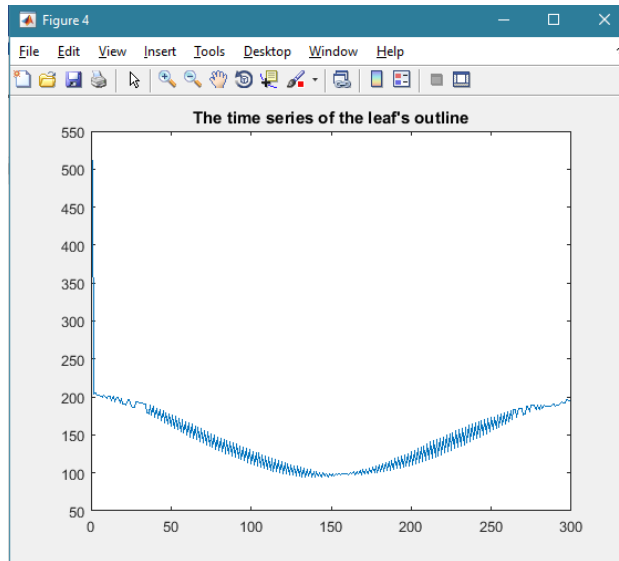 Figure 4
File Edit View Insert Tools Desktop Window Help
The time series of the leaf's outline
550
500
450
400
350
300
250
200
150
100
50
0 50 100 150 200 250 300